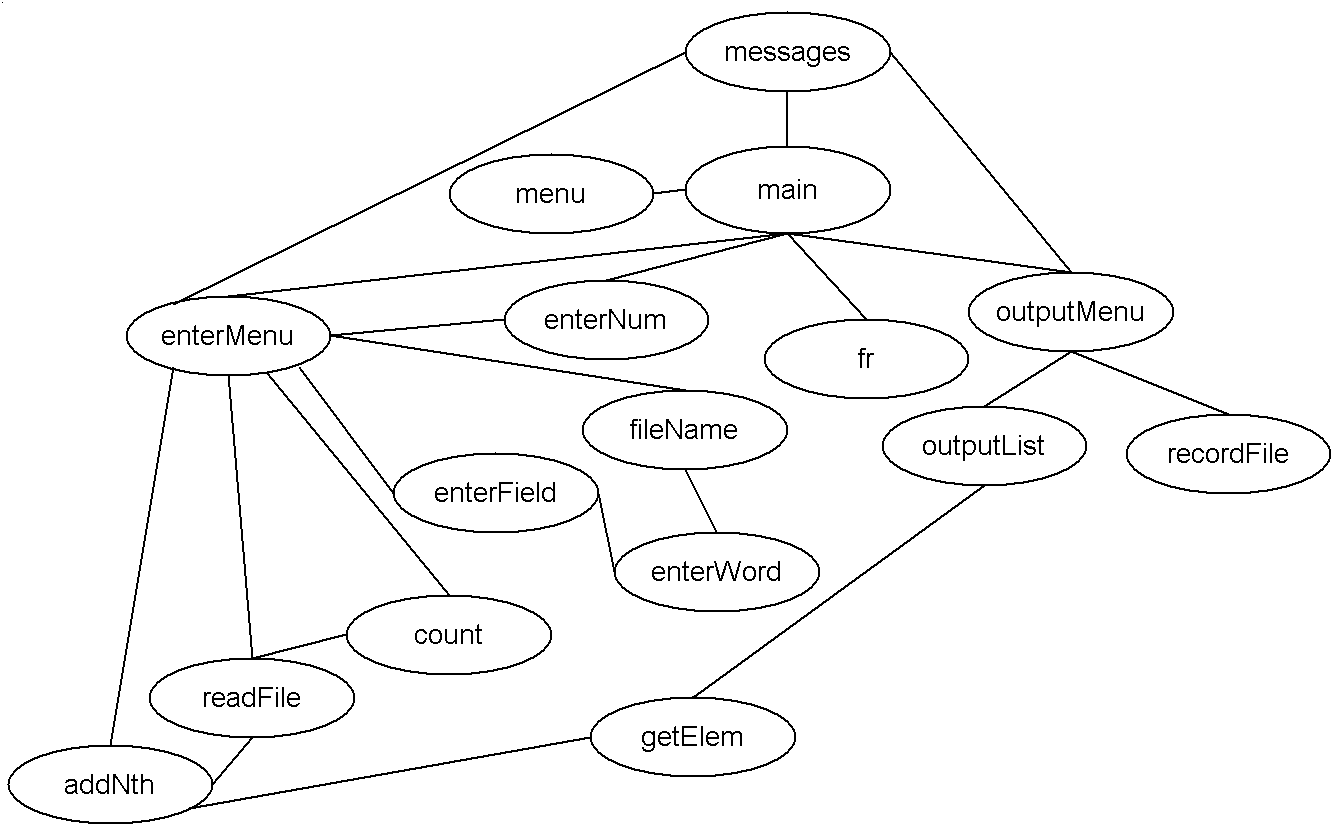 messages
menu
main
enterMenu
enterNum
outputMenu
fr
fileName
outputList
recordFile
enterField
enterWord
count
readFile
getElem
addNth